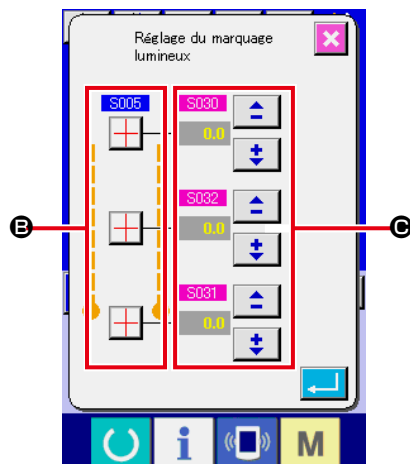 Réglage du marquage
lumineux
S005
S030
0.0
B
S032
0.0
C
S031
0.0
i
M